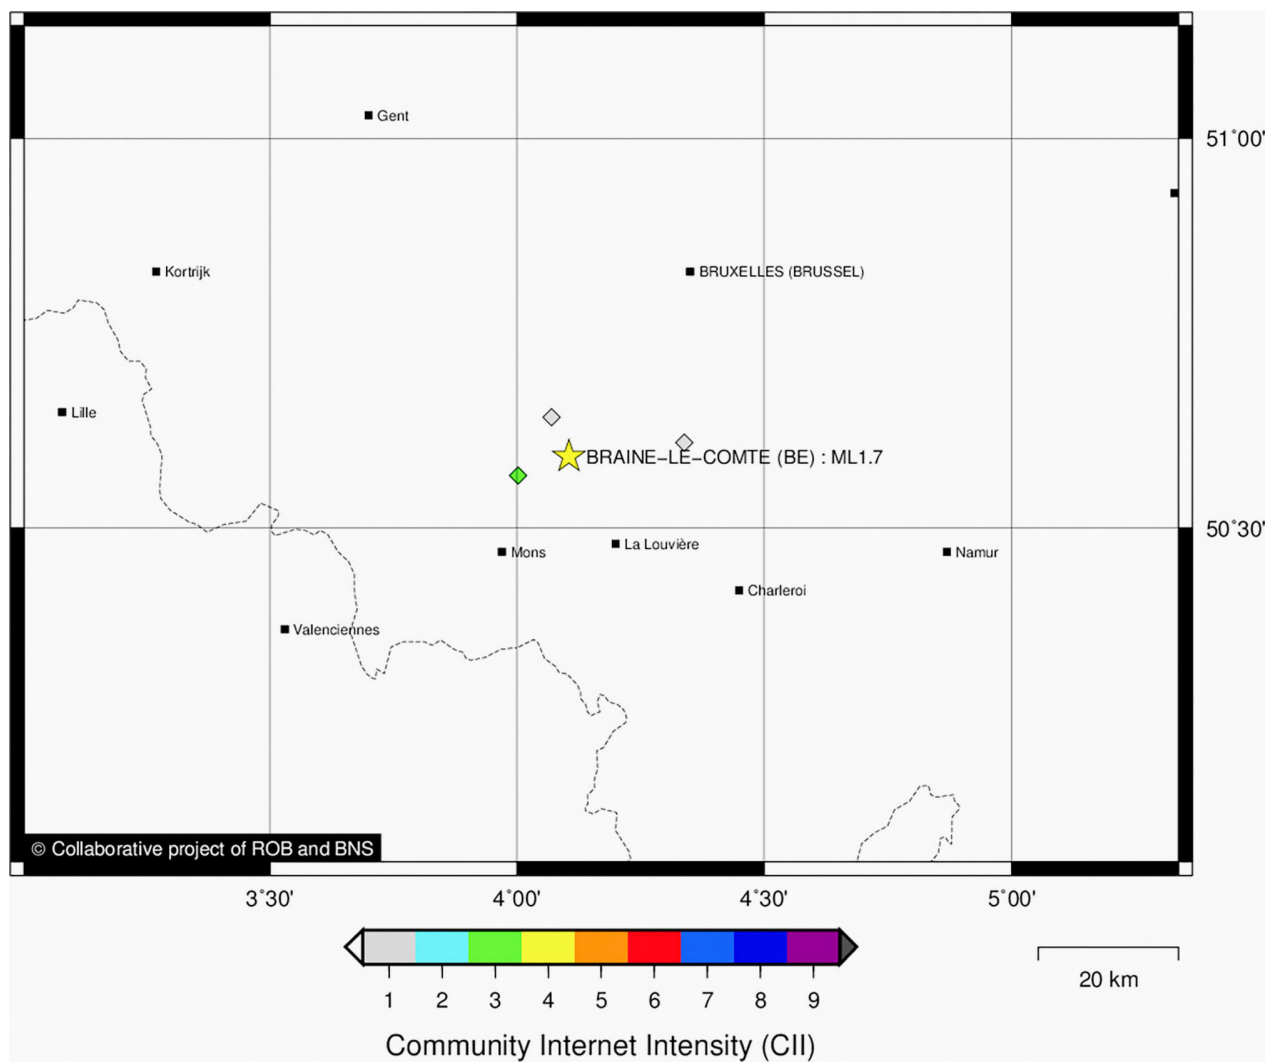 Gent
51°00'
Kortrijk
BRUXELLES (BRUSSEL)
Lille
BRAINE–LE–COMTE (BE) : ML1.7
50°30'
Mons
La Louvière
Namur
Charleroi
Valenciennes
© Collaborative project of ROB and BNS
3°30'
4°00'
4°30'
5°00'
1 2 3 4 5 6 7 8 9
20 km
Community Internet Intensity (CII)